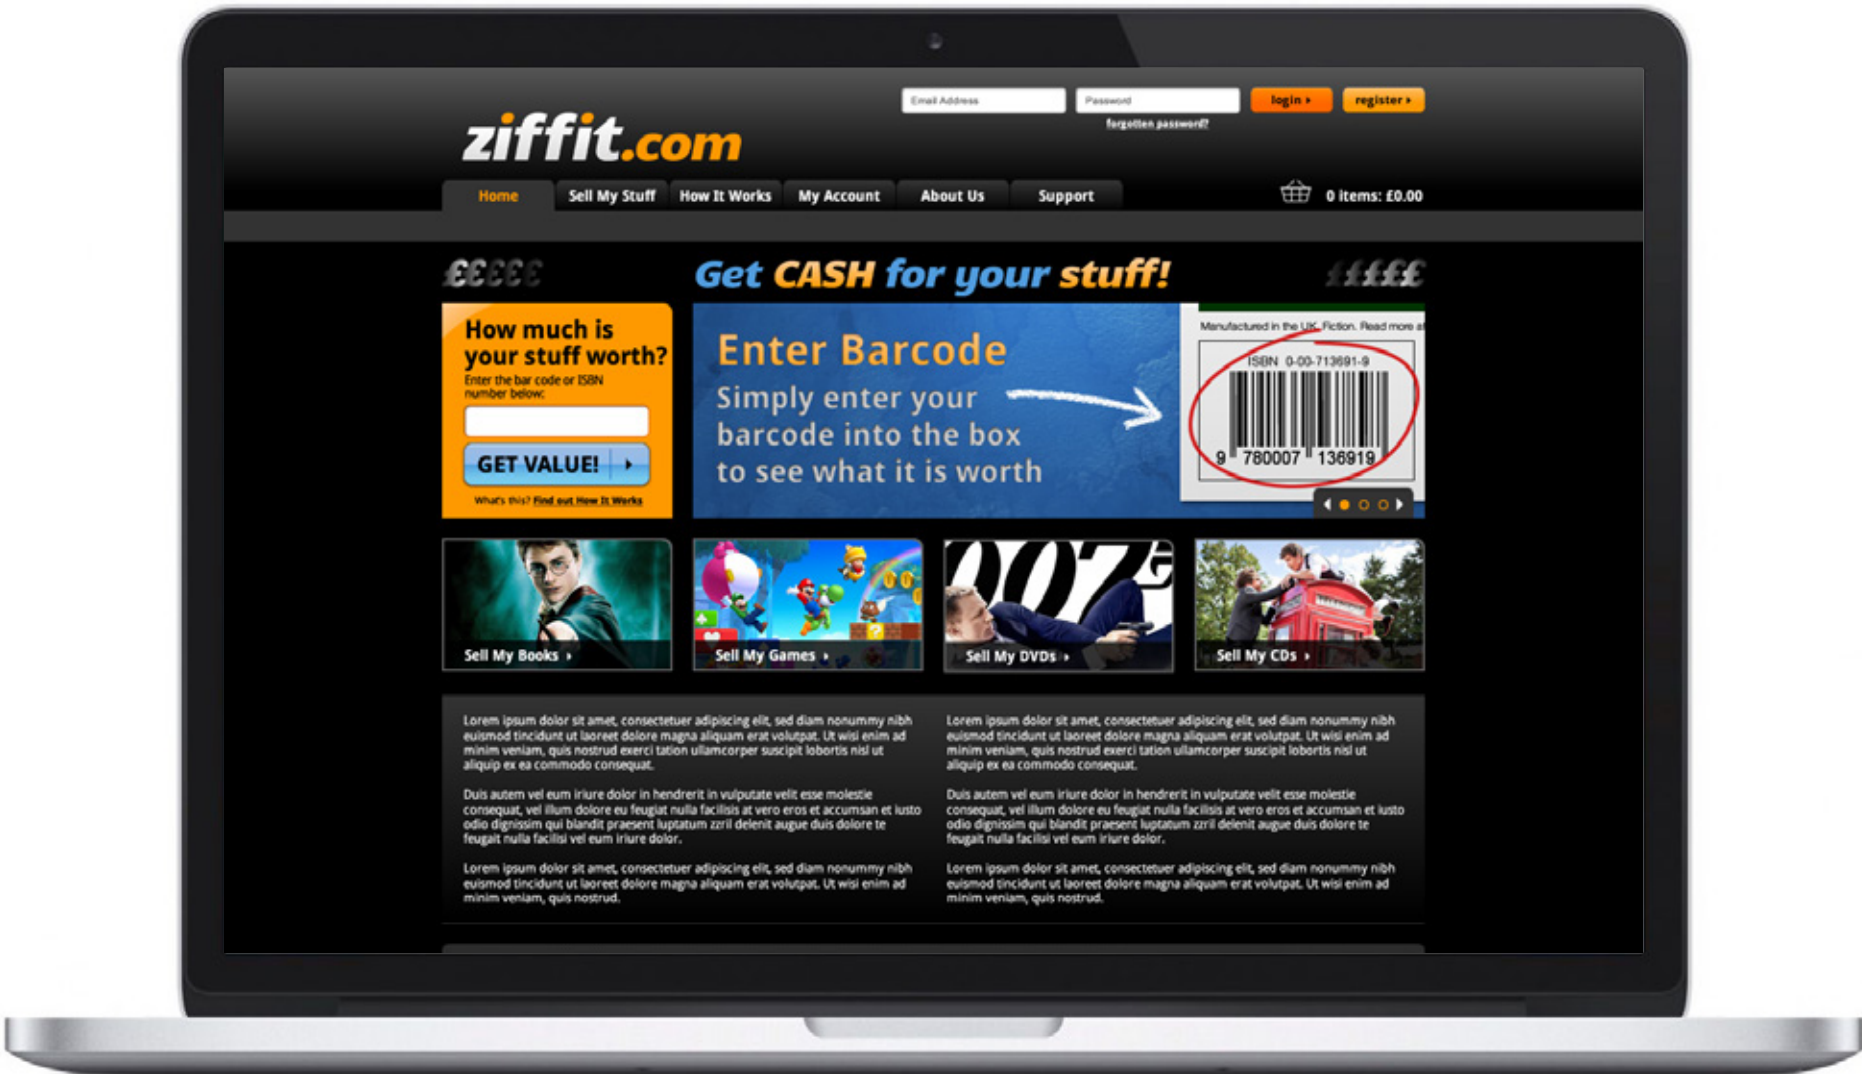 Email Address
Password
login
register
forgotten password?
ziffit.com
Home
Sell My Stuff
How It Works
My Account
About Us
Support
0 items: £0.00
£££££
Get CASH for your stuff!
£££££
How much is
your stuff worth?
Enter the bar code or ISBN
number below:
GET VALUE!
What's this? Find out How It Works
Enter Barcode
Simply enter your
barcode into the box
to see what it is worth
Manufactured in the UK. Fiction. Read more at
ISBN 0-00-713691-9
9 780007 136919
Sell My Books
Sell My Games
007
Sell My DVDs
TELEPHONE
Sell My CDs
Lorem ipsum dolor sit amet, consectetuer adipiscing elit, sed diam nonummy nibh
euismod tincidunt ut laoreet dolore magna aliquam erat volutpat. Ut wisi enim ad
minim veniam, quis nostrud exerci tation ullamcorper suscipit lobortis nisl ut
aliquip ex ea commodo consequat.
Duis autem vel eum iriure dolor in hendrerit in vulputate velit esse molestie
consequat, vel illum dolore eu feugiat nulla facilisis at vero eros et accumsan et iusto
odio dignissim qui blandit praesent luptatum zzril delenit augue duis dolore te
feugait nulla facilisi vel eum iriure dolor.
Lorem ipsum dolor sit amet, consectetuer adipiscing elit, sed diam nonummy nibh
euismod tincidunt ut laoreet dolore magna aliquam erat volutpat. Ut wisi enim ad
minim veniam, quis nostrud.
Lorem ipsum dolor sit amet, consectetuer adipiscing elit, sed diam nonummy nibh
euismod tincidunt ut laoreet dolore magna aliquam erat volutpat. Ut wisi enim ad
minim veniam, quis nostrud exerci tation ullamcorper suscipit lobortis nisl ut
aliquip ex ea commodo consequat.
Duis autem vel eum iriure dolor in hendrerit in vulputate velit esse molestie
consequat, vel illum dolore eu feugiat nulla facilisis at vero eros et accumsan et iusto
odio dignissim qui blandit praesent luptatum zzril delenit augue duis dolore te
feugait nulla facilisi vel eum iriure dolor.
Lorem ipsum dolor sit amet, consectetuer adipiscing elit, sed diam nonummy nibh
euismod tincidunt ut laoreet dolore magna aliquam erat volutpat. Ut wisi enim ad
minim veniam, quis nostrud.